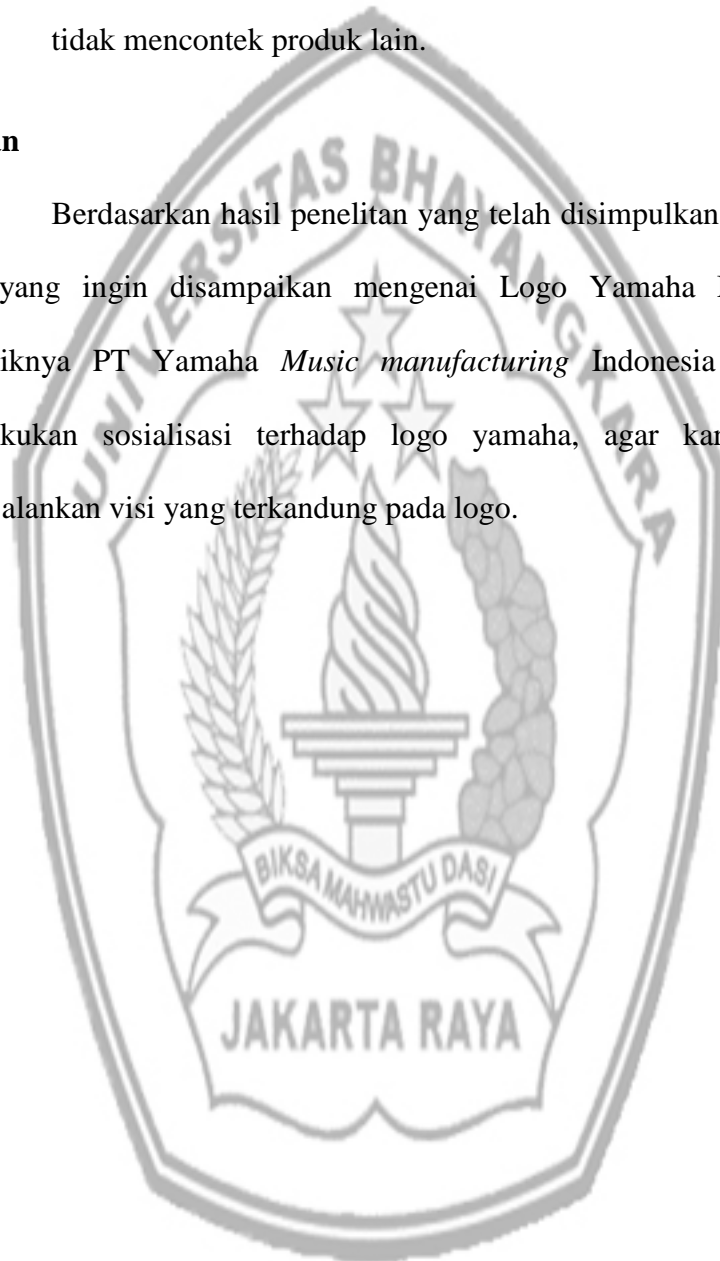 tidak mencontek produk lain.
an
Berdasarkan hasil penelitan yang telah disimpulkan
yang ingin disampaikan mengenai Logo Yamaha
iknya PT Yamaha Music manufacturing Indonesia
kukan sosialisasi terhadap logo yamaha, agar kar
alankan visi yang terkandung pada logo.
UNIVERSITAS BHAYANGKARA
BIKSA MAHWASTU DASI
JAKARTA RAYA